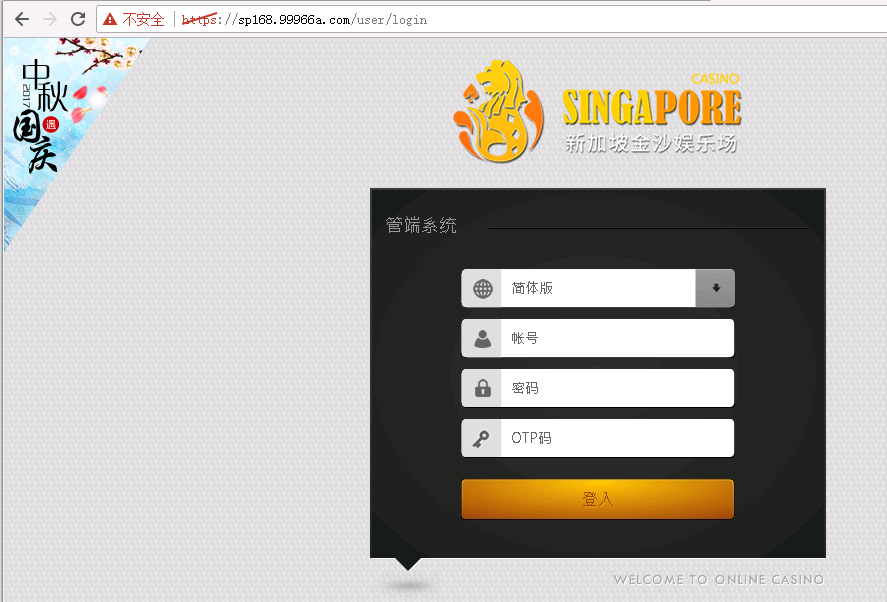 不安全 https://sp168.99966a.com/user/login
中秋
2017
国庆
遇
CASINO
SINGAPORE
新加坡金沙娱乐场
管端系统
简体版
帐号
密码
OTP码
登入
WELCOME TO ONLINE CASINO